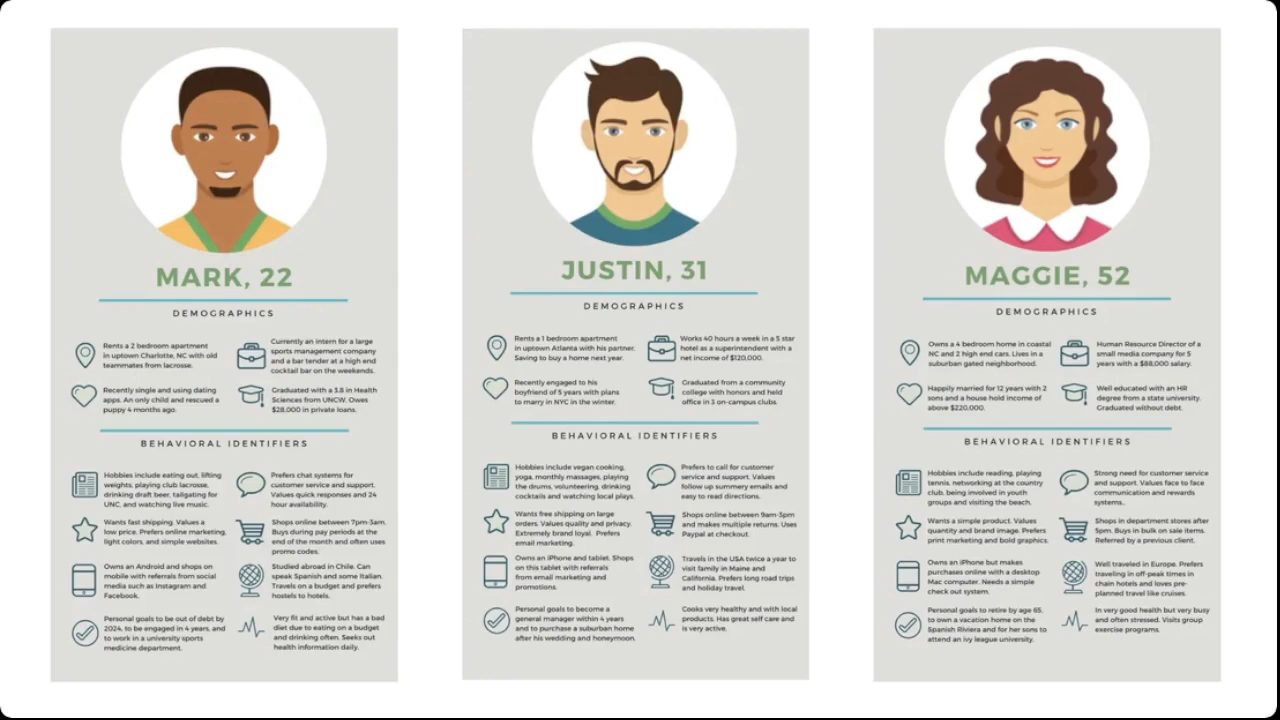 MARK, 22
DEMOGRAPHICS
Rents a 2 bedroom apartment
in uptown Charlotte, NC with old
teammates from lacrosse.
Currently an intern for a large
sports management company
and a bar tender at a high end
cocktail bar on the weekends.
Recently single and using dating
apps. An only child and rescued a
puppy 4 months ago.
Graduated with a 3.8 in Health
Sciences from UNCW. Owes
$28,000 in private loans.
BEHAVIORAL IDENTIFIERS
Hobbies include eating out, lifting
weights, playing club lacrosse,
drinking draft beer, tailgating for
UNC, and watching live music.
Prefers chat systems for
customer service and support.
Values quick responses and 24
hour availability.
Wants fast shipping. Values a
low price. Prefers online marketing,
light colors, and simple websites.
Shops online between 7pm-3am.
Buys during pay periods at the
end of the month and often uses
promo codes.
Owns an Android and shops on
mobile with referrals from social
media such as Instagram and
Facebook.
Studied abroad in Chile. Can
speak Spanish and some Italian.
Travels on a budget and prefers
hostels to hotels.
Personal goals to be out of debt by
2024, to be engaged in 4 years, and
to work in a university sports
medicine department.
Very fit and active but has a bad
diet due to eating on a budget
and drinking often. Seeks out
health information daily.
JUSTIN, 31
DEMOGRAPHICS
Rents a 1 bedroom apartment
in uptown Atlanta with his partner.
Saving to buy a home next year.
Works 40 hours a week in a 5 star
hotel as a superintendent with a
net income of $120,000.
Recently engaged to his
boyfriend of 5 years with plans
to marry in NYC in the winter.
Graduated from a community
college with honors and held
office in 3 on-campus clubs.
BEHAVIORAL IDENTIFIERS
Hobbies include vegan cooking,
yoga, monthly massages, playing
the drums, volunteering, drinking
cocktails and watching local plays.
Prefers to call for customer
service and support. Values
follow up summery emails and
easy to read directions.
Wants free shipping on large
orders. Values quality and privacy.
Extremely brand loyal. Prefers
email marketing.
Shops online between 9am-3pm
and makes multiple returns. Uses
Paypal at checkout.
Owns an iPhone and tablet. Shops
on this tablet with referrals
from email marketing and
promotions.
Travels in the USA twice a year to
visit family in Maine and
California. Prefers long road trips
and holiday travel.
Personal goals to become a
general manager within 4 years
and to purchase a suburban home
after his wedding and honeymoon.
Cooks very healthy and with local
products. Has great self care and
is very active.
MAGGIE, 52
DEMOGRAPHICS
Owns a 4 bedroom home in coastal
NC and 2 high end cars. Lives in a
suburban gated neighborhood.
Human Resource Director of a
small media company for 5
years with a $88,000 salary.
Happily married for 12 years with 2
sons and a house hold income of
above $220,000.
Well educated with an HR
degree from a state university.
Graduated without debt.
BEHAVIORAL IDENTIFIERS
Hobbies include reading, playing
tennis, networking at the country
club, being involved in youth
groups and visiting the beach.
Strong need for customer service
and support. Values face to face
communication and rewards
systems..
Wants a simple product. Values
quantity and brand image. Prefers
print marketing and bold graphics.
Shops in department stores after
5pm. Buys in bulk on sale items.
Referred by a previous client.
Owns an iPhone but makes
purchases online with a desktop
Mac computer. Needs a simple
check out system.
Well traveled in Europe. Prefers
traveling in off-peak times in
chain hotels and loves pre-
planned travel like cruises.
Personal goals to retire by age 65,
to own a vacation home on the
Spanish Riviera and for her sons to
attend an ivy league university.
In very good health but very busy
and often stressed. Visits group
exercise programs.